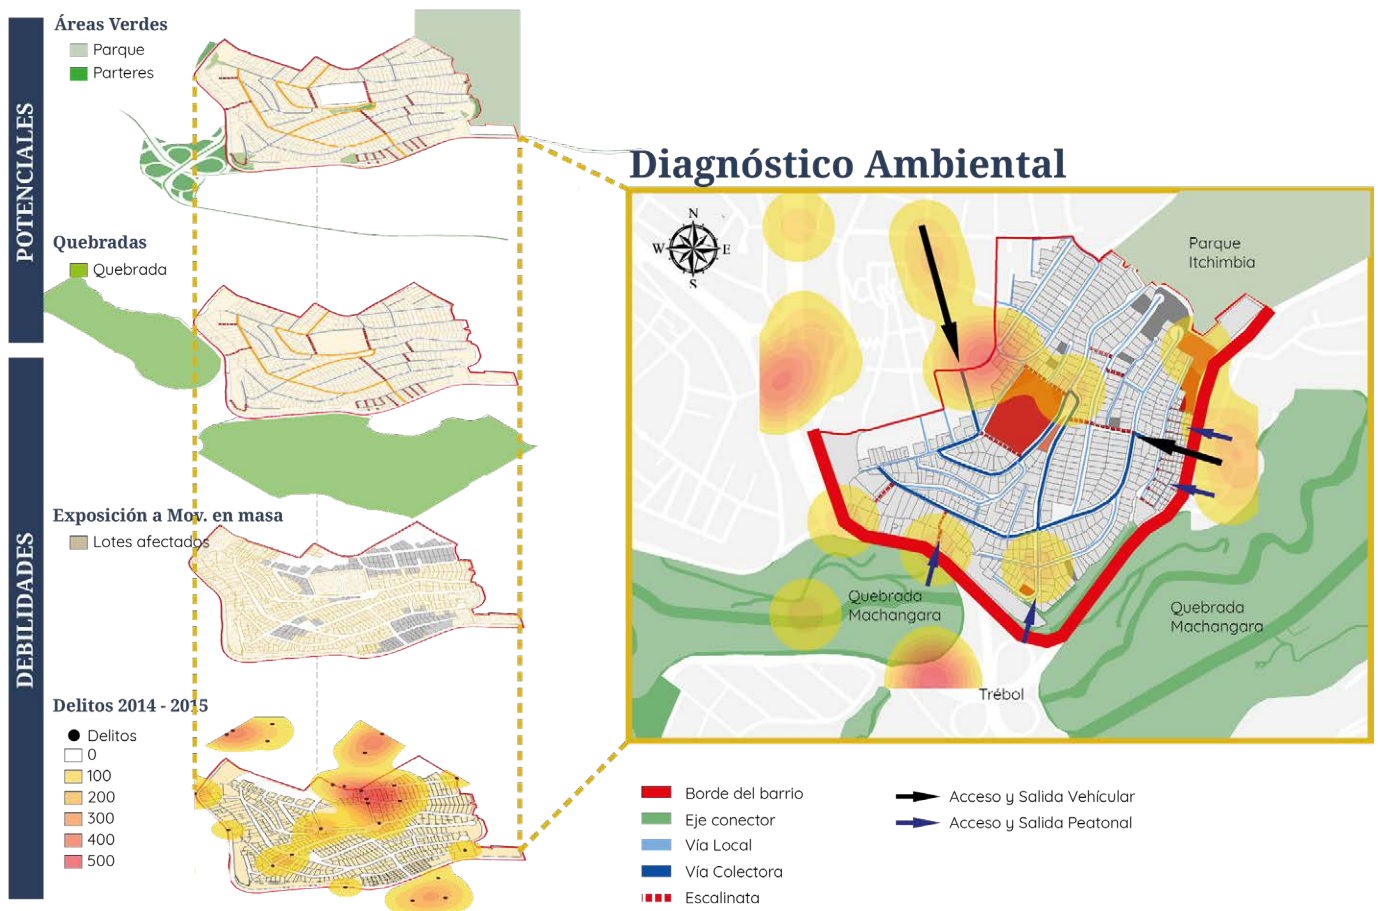 POTENCIALES
Áreas Verdes
Parque
Parteres
Quebradas
Quebrada
DEBILIDADES
Exposición a Mov. en masa
Lotes afectados
Delitos 2014 - 2015
Delitos
0
100
200
300
400
500
Diagnóstico Ambiental
N
W
E
S
Parque
Itchimbia
Quebrada
Machangara
Quebrada
Machangara
Trébol
Borde del barrio
Eje conector
Vía Local
Vía Colectora
Escalinata
Acceso y Salida Vehícular
Acceso y Salida Peatonal